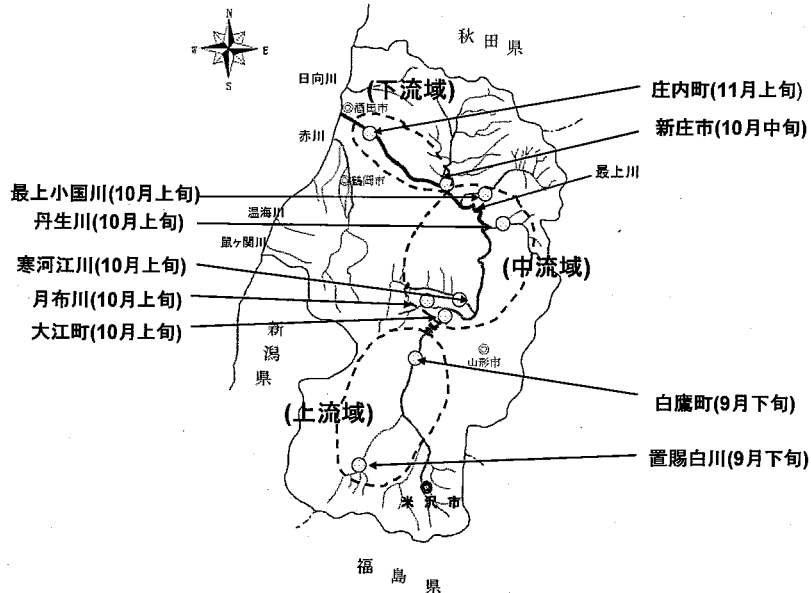 N
W
E
S
秋田県
日向川
(下流域)
酒田市
庄内町(11月上旬)
新庄市(10月中旬)
赤川
最上川
鶴岡市
最上小国川(10月上旬)
丹生川(10月上旬)
温海川
鼠ヶ関川
寒河江川(10月上旬)
(中流域)
月布川(10月上旬)
大江町(10月上旬)
新潟県
山形市
白鷹町(9月下旬)
(上流域)
置賜白川(9月下旬)
米沢市
福島県